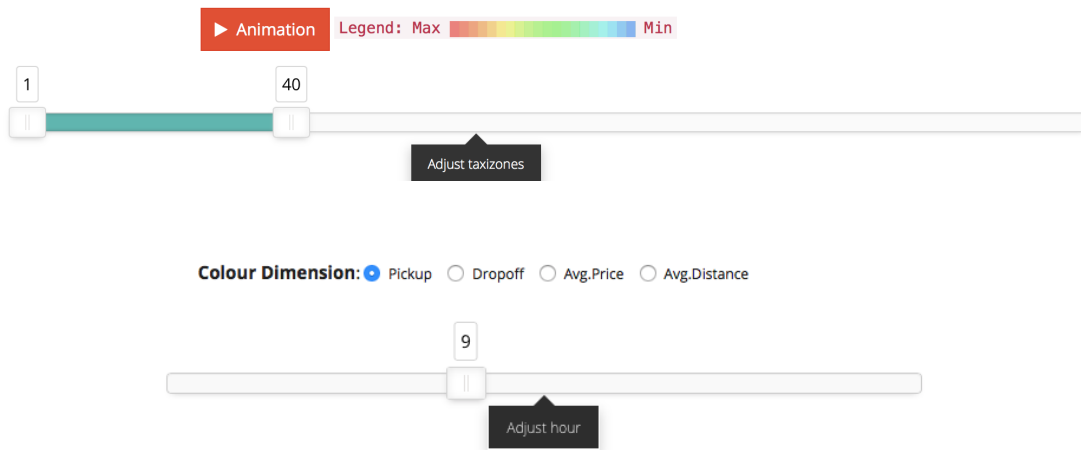 Animation Legend: Max Min
1 40
Adjust taxizones
Colour Dimension: Pickup Dropoff Avg.Price Avg.Distance
9
Adjust hour